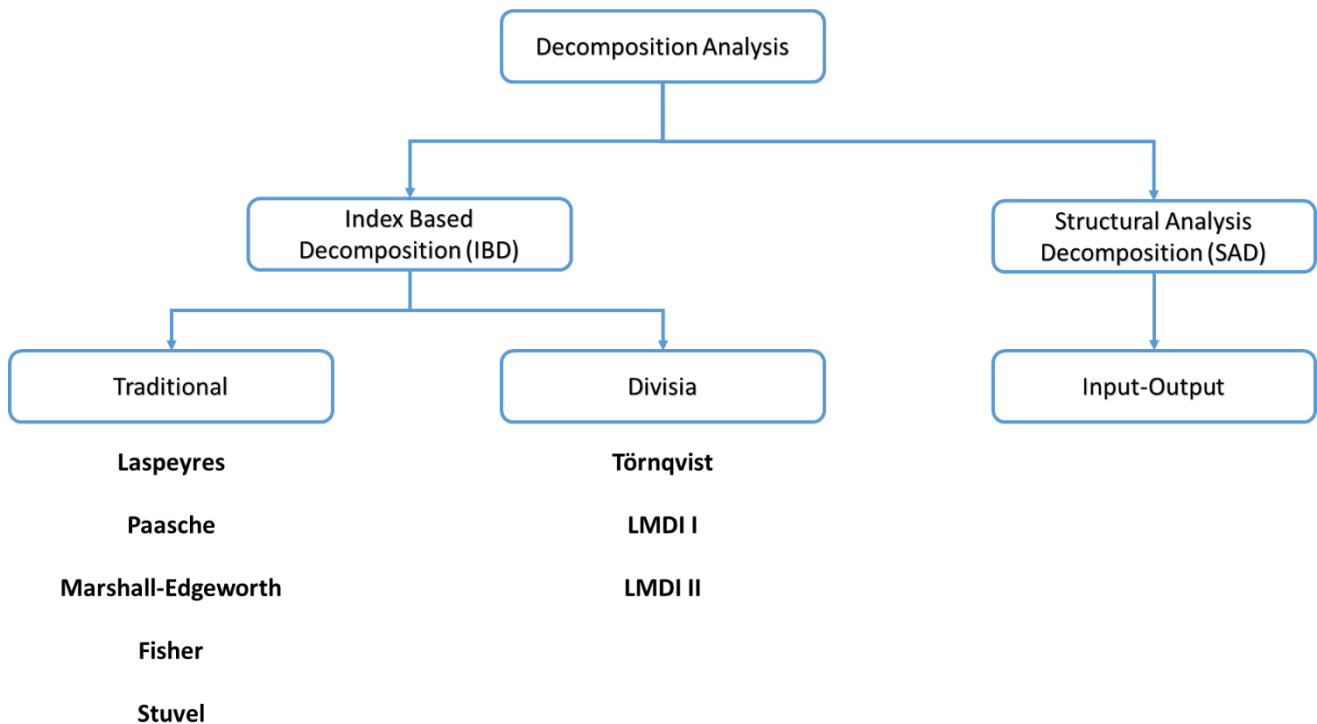 Decomposition Analysis
Index Based
Decomposition (IBD)
Structural Analysis
Decomposition (SAD)
Traditional
Divisia
Input-Output
Laspeyres
Törnqvist
Paasche
LMDI I
Marshall-Edgeworth
LMDI II
Fisher
Stuvel